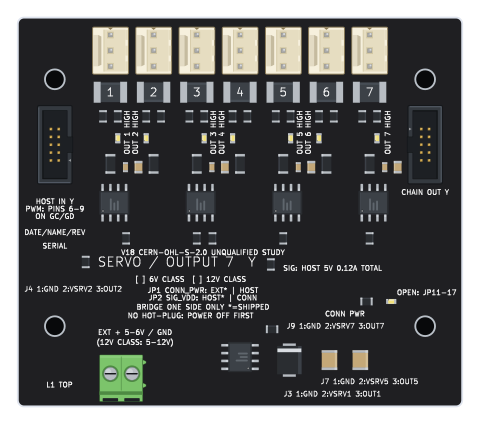 1 2 3 4 5 6 7
OUT 1 HIGH
OUT 2 HIGH
OUT 3 HIGH
OUT 4 HIGH
OUT 5 HIGH
OUT 6 HIGH
OUT 7 HIGH
HOST IN Y
PWM: PINS 6-9
ON GC/GD
CHAIN OUT Y
DATE/NAME/REV
SERIAL
V18 CERN-OHL-S-2.0 UNQUALIFIED STUDY
SERVO / OUTPUT 7 Y
SIG: HOST 5V 0.12A TOTAL
J4 1:GND 2:VSRV2 3:OUT2
[ ] 6V CLASS [ ] 12V CLASS
JP1 CONN_PWR: EXT* | HOST
JP2 SIG_VDD: HOST* | CONN
BRIDGE ONE SIDE ONLY *=SHIPPED
NO HOT-PLUG: POWER OFF FIRST
OPEN: JP11-17
CONN PWR
J9 1:GND 2:VSRV7 3:OUT7
EXT + 5-6V / GND
(12V CLASS: 5-12V)
L1 TOP
J7 1:GND 2:VSRV5 3:OUT5
J3 1:GND 2:VSRV1 3:OUT1